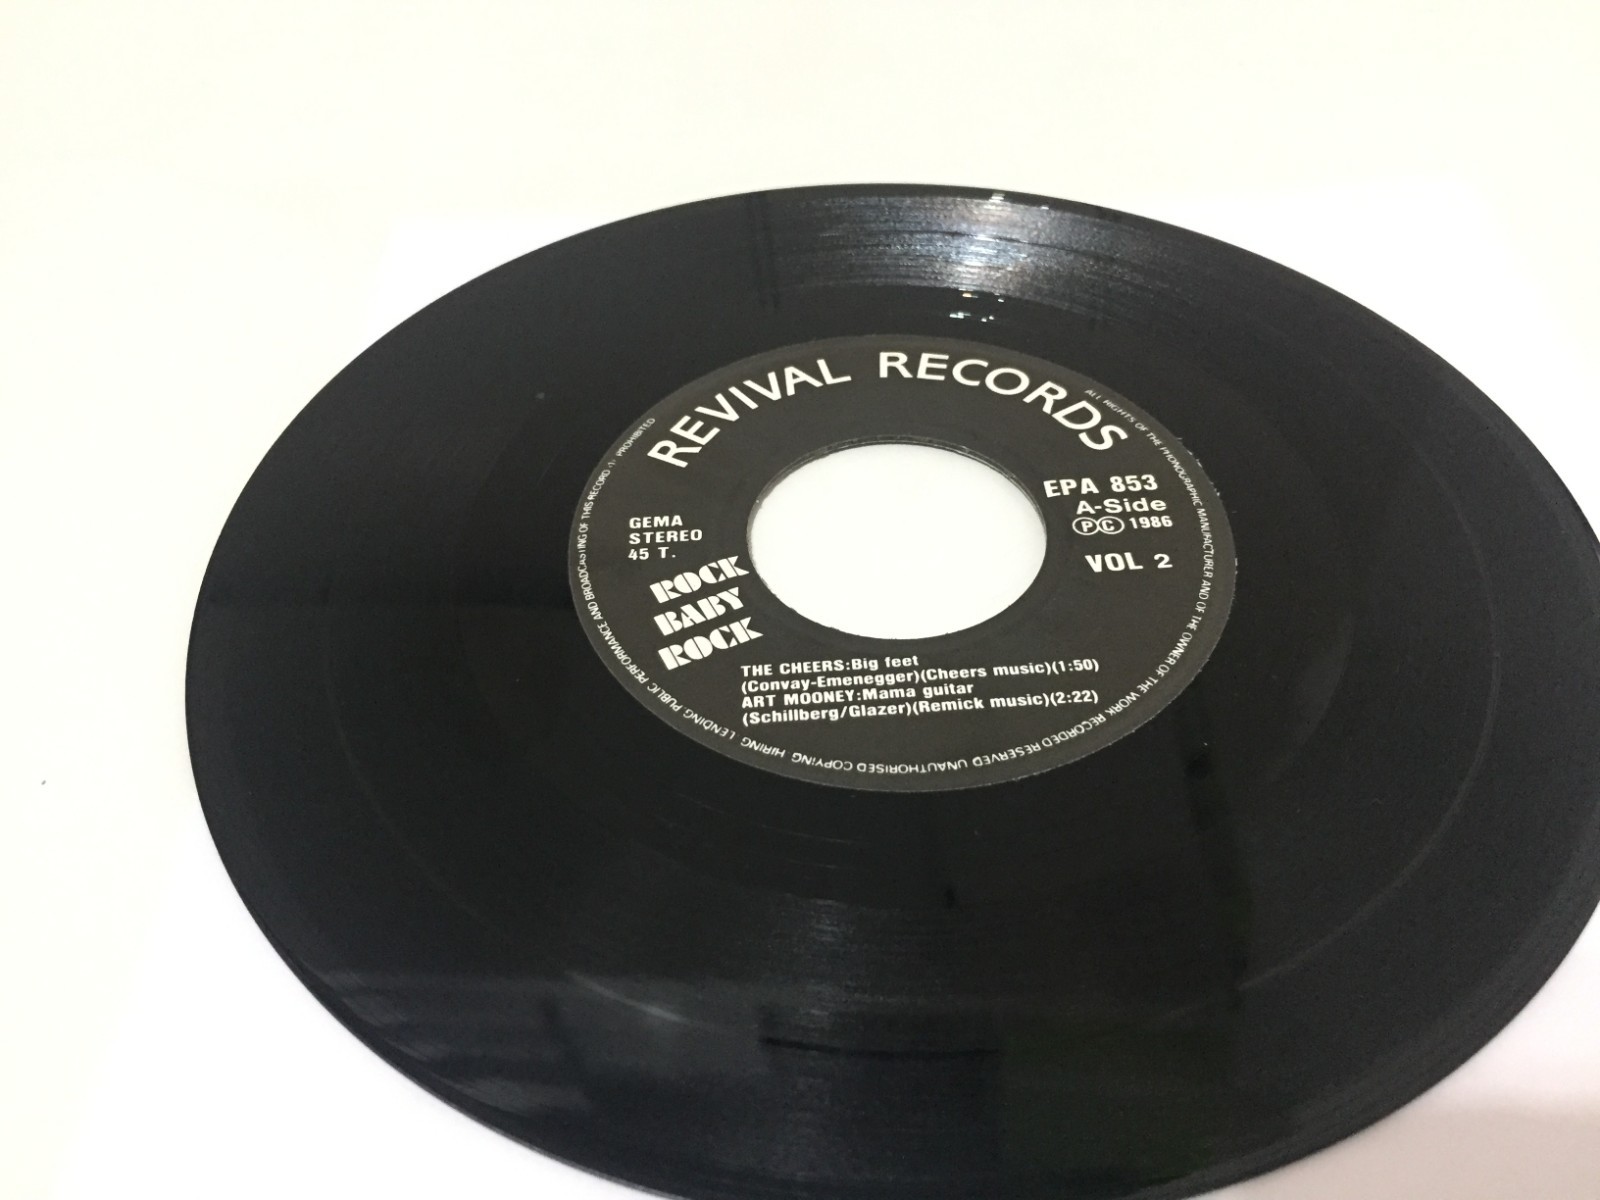 REVIVAL RECORDS
ALL RIGHTS OF THE PHONOGRAPHIC MANUFACTURER AND OF THE OWNER OF THE WORK RECORDED RESERVED UNAUTHORISED COPYING HIRING LENDING PUBLIC PERFORMANCE AND BROADCASTING OF THIS RECORD PROHIBITED
EPA 853
A-Side
ⓅⒸ 1986
VOL 2
GEMA
STEREO
45 T.
ROCK
BABY
ROCK
THE CHEERS:Big feet
(Convay-Emenegger)(Cheers music)(1:50)
ART MOONEY:Mama guitar
(Schillberg/Glazer)(Remick music)(2:22)